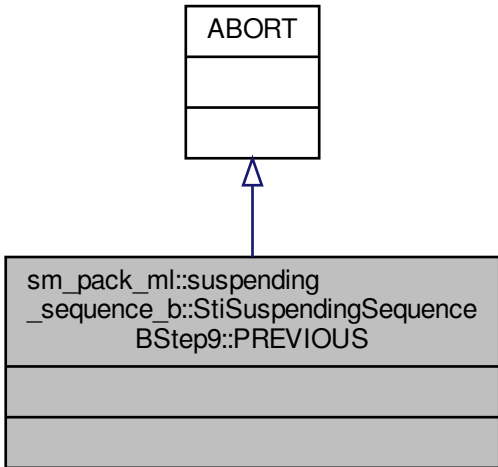 ABORT
sm_pack_ml::suspending
_sequence_b::StiSuspendingSequence
BStep9::PREVIOUS